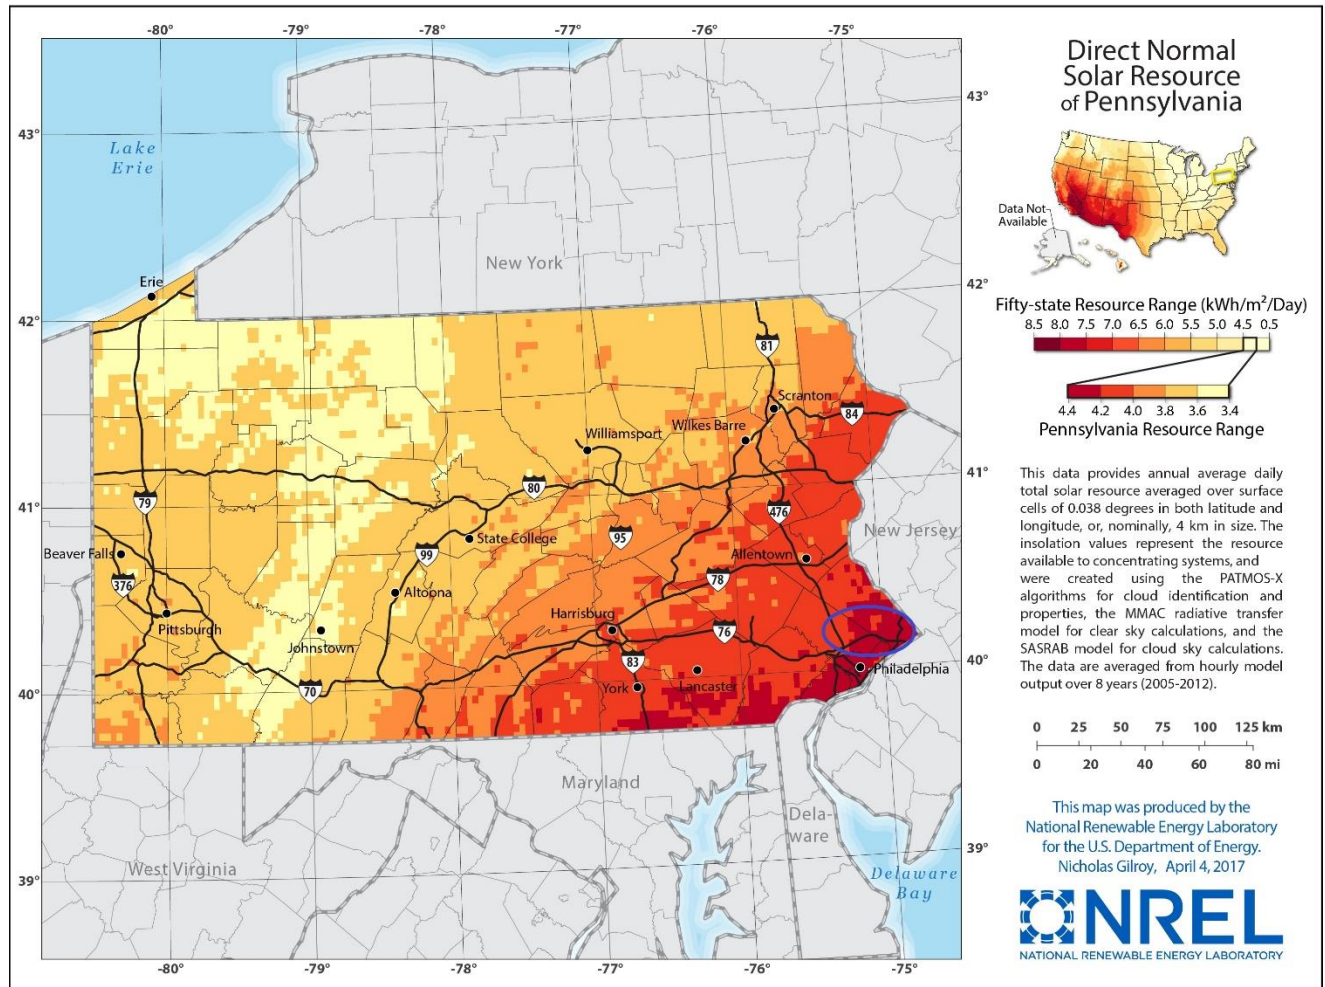 -80°
-79°
-78°
-77°
-76°
-75°
43°
43°
Lake
Erie
New York
Erie
42°
42°
81
Scranton
84
Wilkes Barre
Williamsport
41°
41°
80
79
476
New Jersey
State College
95
Beaver Falls
99
Allentown
78
376
Altoona
Harrisburg
76
Pittsburgh
Johnstown
83
40°
Philadelphia
40°
70
York
Lancaster
Maryland
Dela-
ware
West Virginia
39°
39°
Delaware
Bay
-80°
-79°
-78°
-77°
-76°
-75°
Direct Normal
Solar Resource
of Pennsylvania
Data Not
Available
Fifty-state Resource Range (kWh/m²/Day)
8.5 8.0 7.5 7.0 6.5 6.0 5.5 5.0 4.5 0.5
4.4 4.2 4.0 3.8 3.6 3.4
Pennsylvania Resource Range
This data provides annual average daily
total solar resource averaged over surface
cells of 0.038 degrees in both latitude and
longitude, or, nominally, 4 km in size. The
insolation values represent the resource
available to concentrating systems, and
were created using the PATMOS-X
algorithms for cloud identification and
properties, the MMAC radiative transfer
model for clear sky calculations, and the
SASRAB model for cloud sky calculations.
The data are averaged from hourly model
output over 8 years (2005-2012).
0 25 50 75 100 125 km
0 20 40 60 80 mi
This map was produced by the
National Renewable Energy Laboratory
for the U.S. Department of Energy.
Nicholas Gilroy, April 4, 2017
NREL
NATIONAL RENEWABLE ENERGY LABORATORY